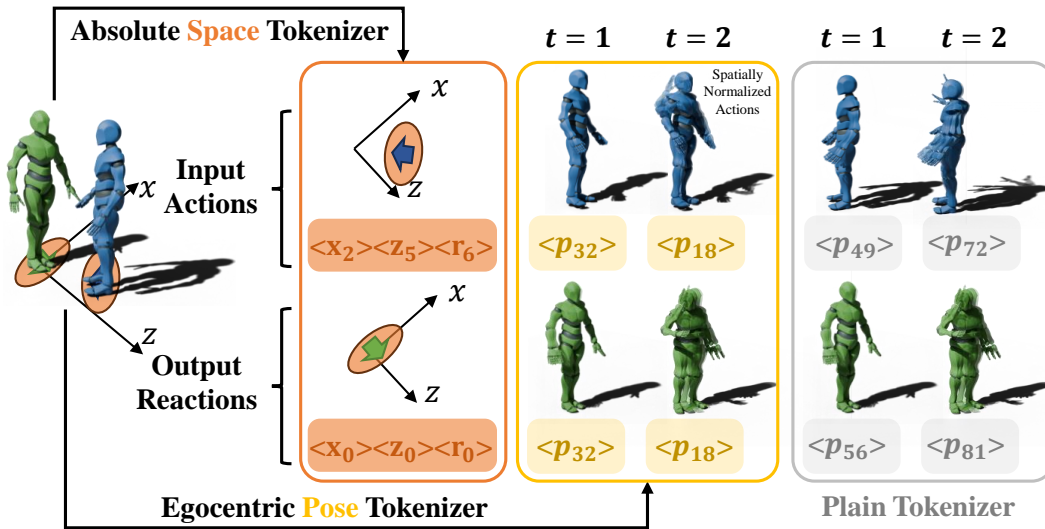 Absolute Space Tokenizer
t = 1
t = 2
t = 1
t = 2
x
Spatially
Normalized
Actions
Input
Actions
x
z
<x₂><z₅><r₆>
<p₃₂>
<p₁₈>
<p₄₉>
<p₇₂>
x
z
Output
Reactions
z
<x₀><z₀><r₀>
<p₃₂>
<p₁₈>
<p₅₆>
<p₈₁>
Egocentric Pose Tokenizer
Plain Tokenizer